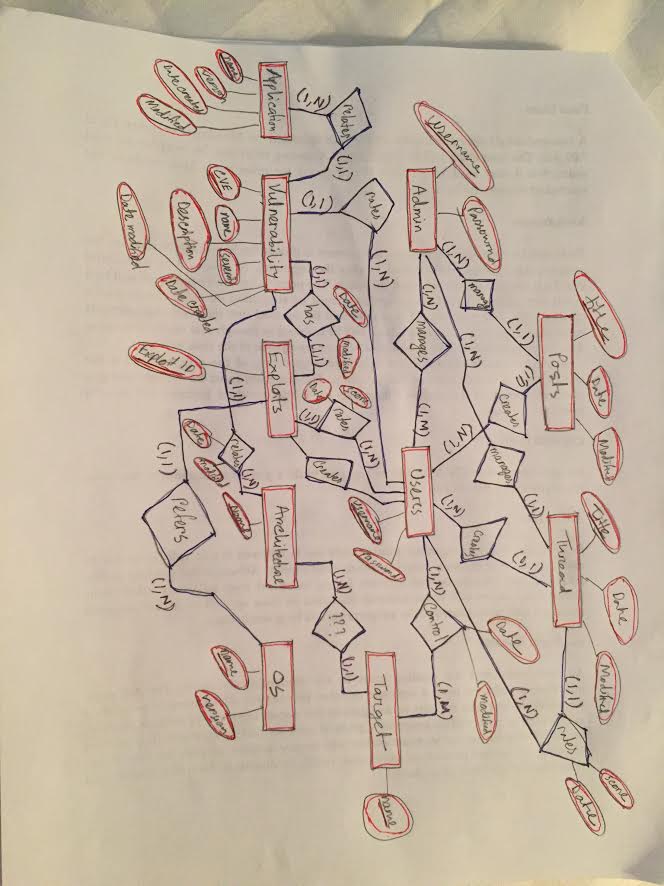 title
Date
Modified
Title
Date
Modified
score
Date
Posts
Thread
(1,1)
rates
(1,1)
Creates
manages
(1,1)
(1,1)
(1,N)
Date
modified
Username
Password
manage
(1,N)
(1,N)
Creates
(1,N)
Admin
(1,N)
manages
(1,M)
Users
(1,N)
Control
(1,M)
Target
name
username
Password
rates
(1,N)
relates
(1,1)
(1,N)
(1,1)
Date
modified
score
rates
(1,N)
Date
(1,1)
Creates
(1,N)
???
(1,1)
(1,1)
has
(1,1)
Application
Vulnerability
Exploits
Architecture
OS
name
version
Date created
Modified
CVE
name
Description
Date created
Date modified
(1,1)
relates
(1,N)
Name
Date
modified
Exploit ID
(1,1)
Refers
(1,N)
name
version